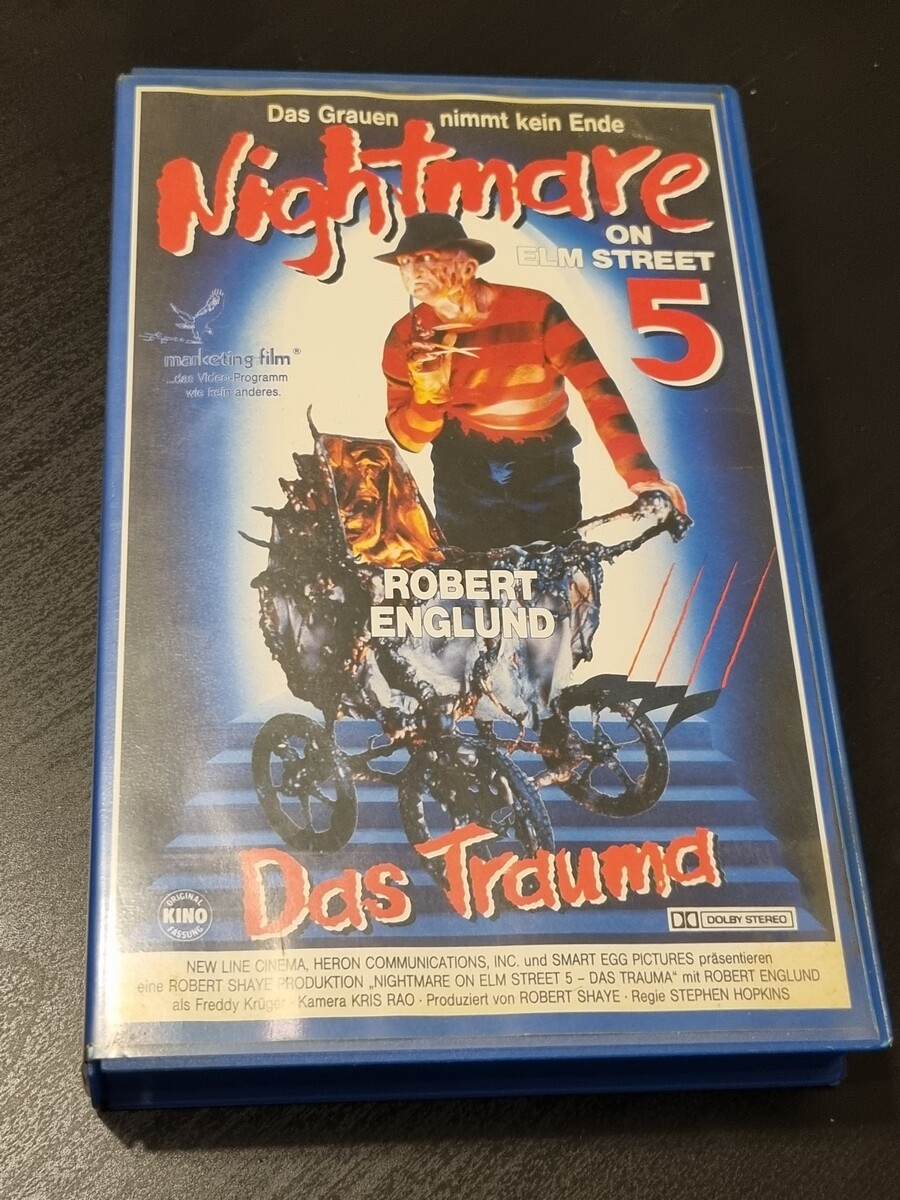 Das Grauen nimmt kein Ende
Nightmare
ON
ELM STREET
5
marketing-film®
...das Video-Programm
wie kein anderes.
ROBERT
ENGLUND
Das Trauma
ORIGINAL
KINO
FASSUNG
DOLBY STEREO
NEW LINE CINEMA, HERON COMMUNICATIONS, INC. und SMART EGG PICTURES präsentieren
eine ROBERT SHAYE PRODUKTION „NIGHTMARE ON ELM STREET 5 – DAS TRAUMA“ mit ROBERT ENGLUND
als Freddy Krüger · Kamera KRIS RAO · Produziert von ROBERT SHAYE · Regie STEPHEN HOPKINS